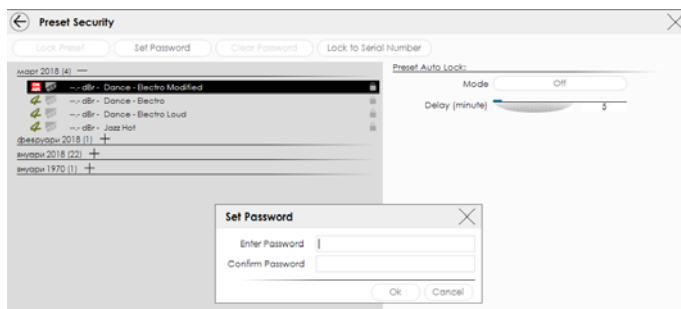 Preset Security
Lock Preset Set Password Clear Password Lock to Serial Number
март 2018 (4)
--.- dBr - Dance - Electro Modified
--.- dBr - Dance - Electro
--.- dBr - Dance - Electro Loud
--.- dBr - Jazz Hot
февруари 2018 (1)
януари 2018 (22)
януари 1970 (1)
Preset Auto Lock:
Mode Off
Delay (minute) 5
Set Password
Enter Password
Confirm Password
Ok Cancel